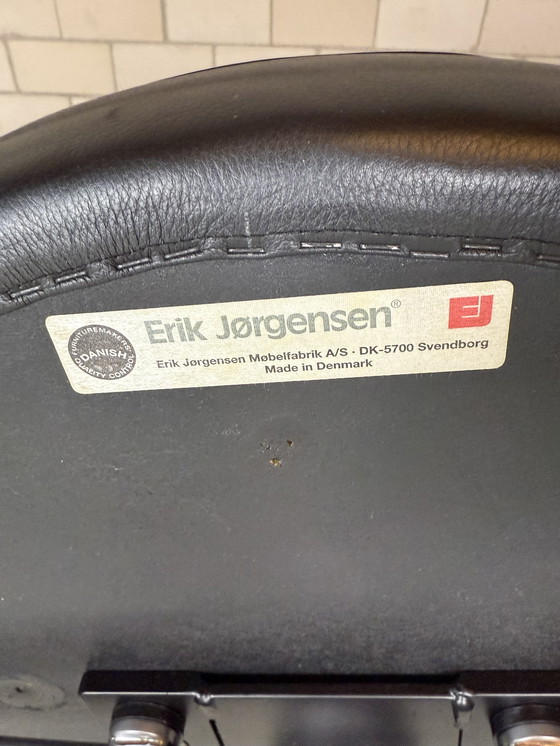 FURNITUREMAKERS'
DANISH
QUALITY CONTROL
Erik Jørgensen®
EJ
Erik Jørgensen Møbelfabrik A/S · DK-5700 Svendborg
Made in Denmark